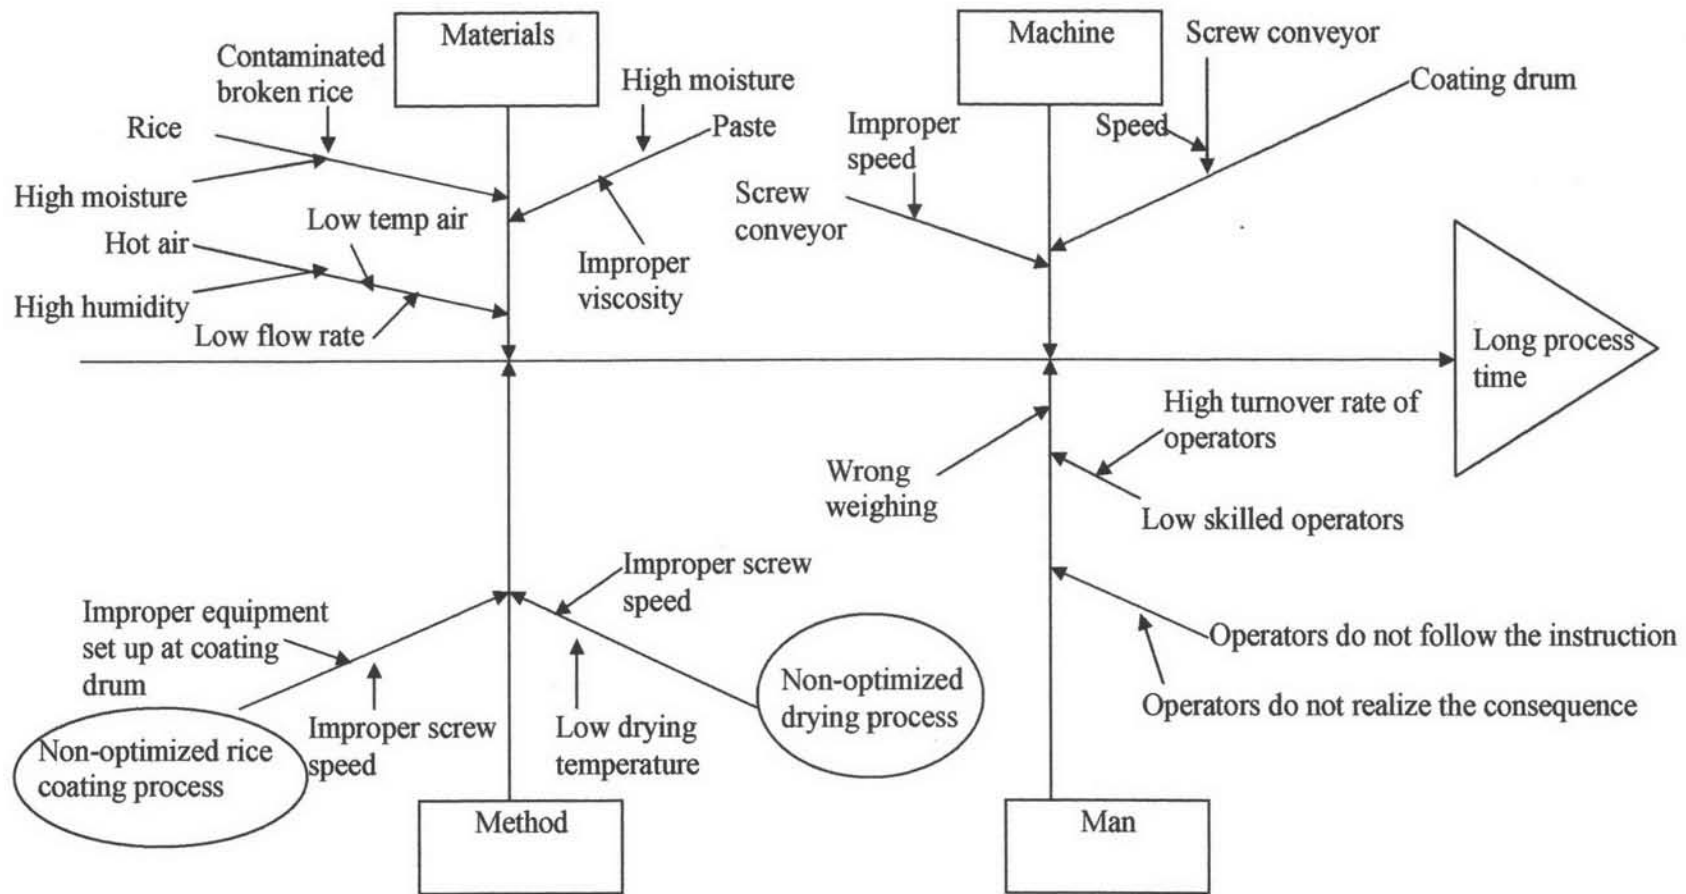 Materials
Machine
Screw conveyor
Contaminated
broken rice
High moisture
Coating drum
Rice
Paste
Improper
speed
Speed
High moisture
Screw
conveyor
Low temp air
Hot air
Improper
viscosity
High humidity
Low flow rate
Long process
time
High turnover rate of
operators
Wrong
weighing
Low skilled operators
Improper screw
speed
Improper equipment
set up at coating
drum
Operators do not follow the instruction
Non-optimized
drying process
Operators do not realize the consequence
Improper screw
speed
Low drying
temperature
Non-optimized rice
coating process
Method
Man